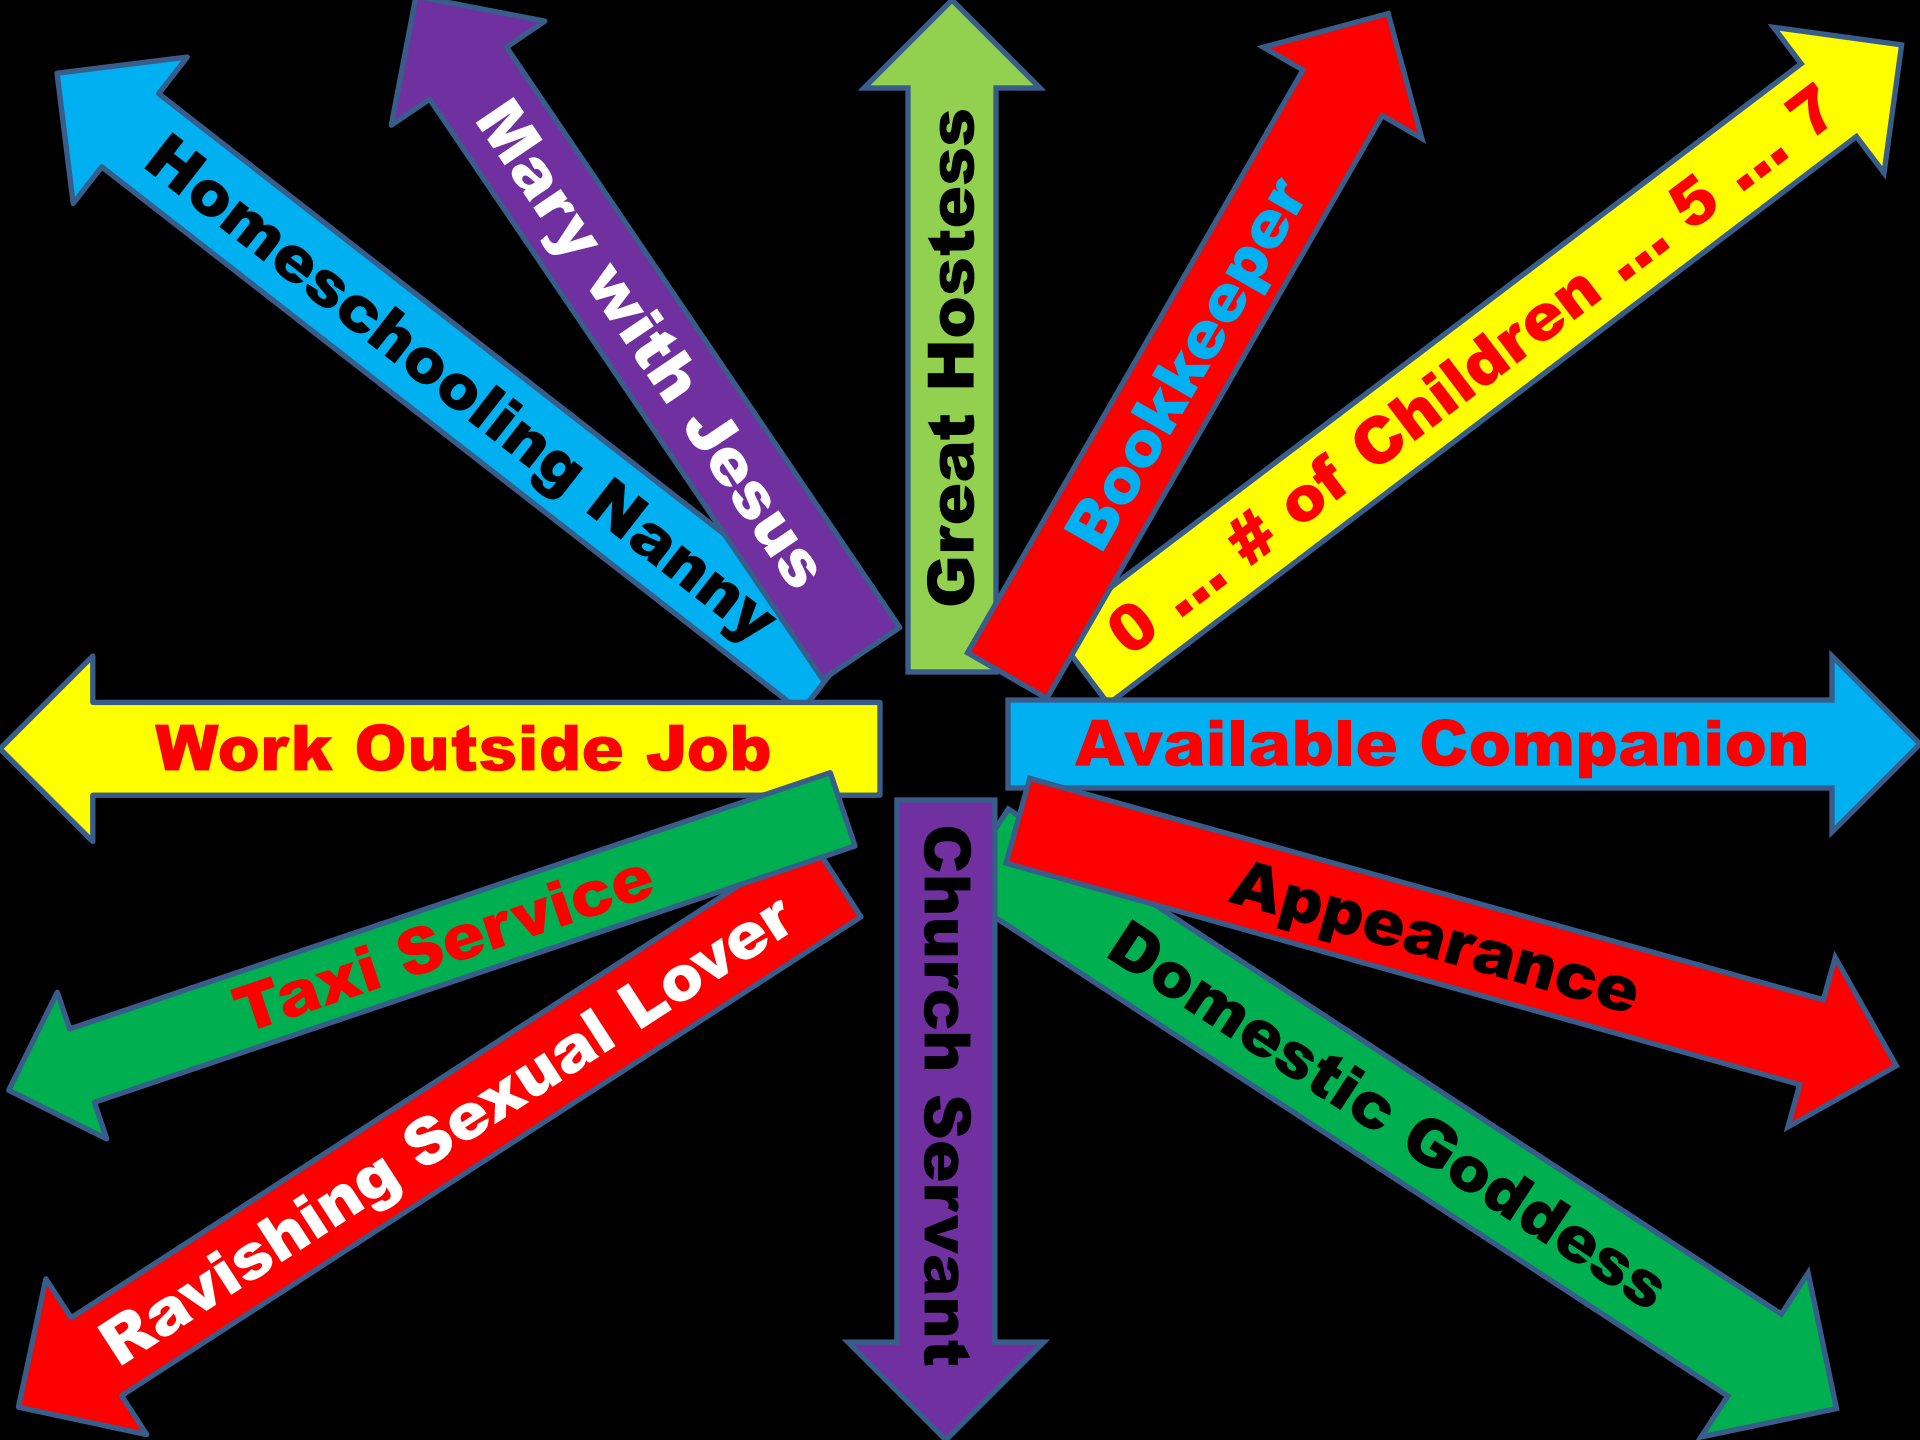 Homeschooling Nanny
Mary with Jesus
Great Hostess
Bookkeeper
0 ... # of Children ... 5 ... 7
Work Outside Job
Available Companion
Taxi Service
Ravishing Sexual Lover
Church Servant
Appearance
Domestic Goddess